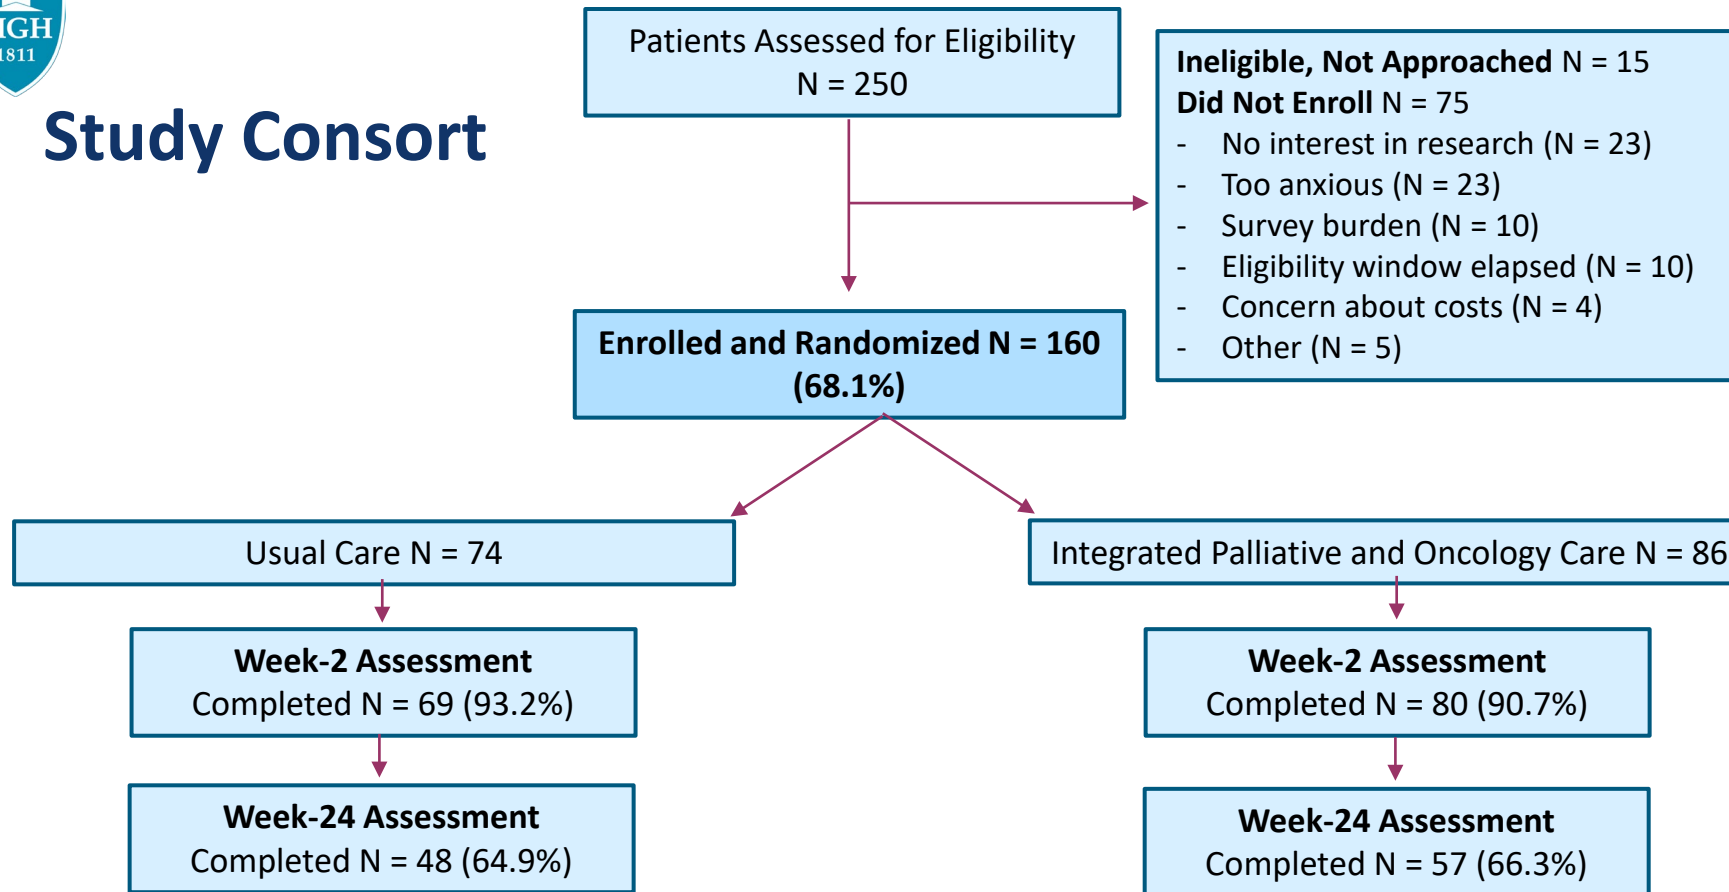 1811
Study Consort
Patients Assessed for Eligibility
N = 250
Ineligible, Not Approached N = 15
Did Not Enroll N = 75
- No interest in research (N = 23)
- Too anxious (N = 23)
- Survey burden (N = 10)
- Eligibility window elapsed (N = 10)
- Concern about costs (N = 4)
- Other (N = 5)
Enrolled and Randomized N = 160
(68.1%)
Usual Care N = 74
Integrated Palliative and Oncology Care N = 86
Week-2 Assessment
Completed N = 69 (93.2%)
Week-2 Assessment
Completed N = 80 (90.7%)
Week-24 Assessment
Completed N = 48 (64.9%)
Week-24 Assessment
Completed N = 57 (66.3%)